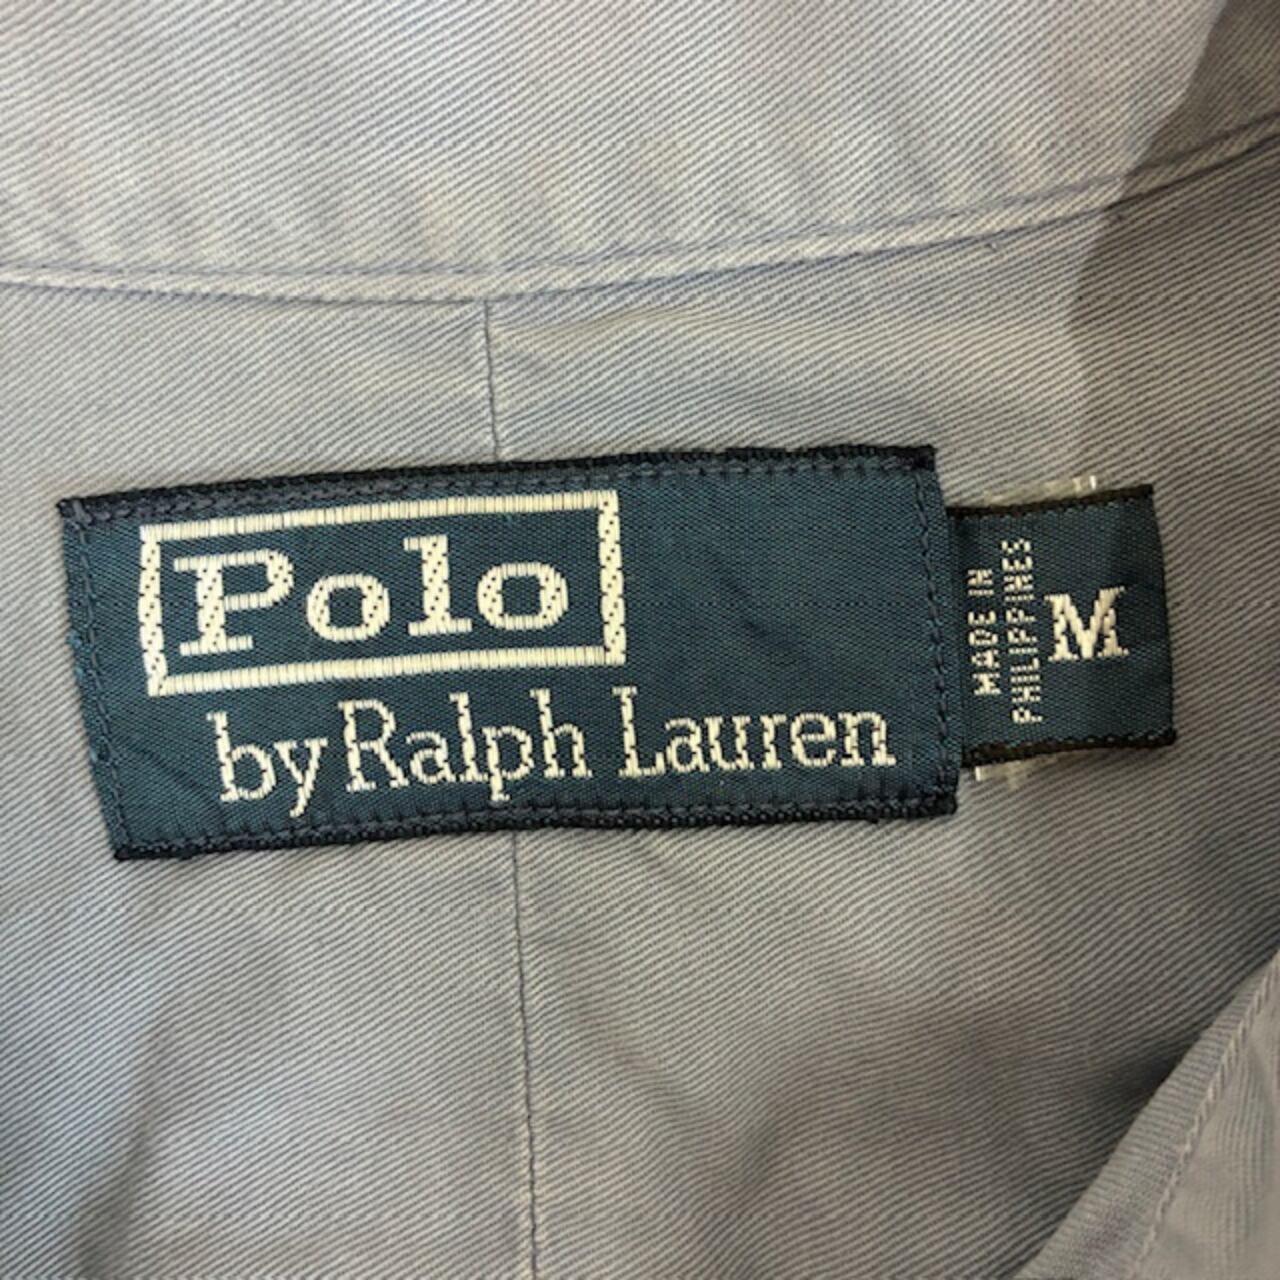 Polo
by Ralph Lauren
MADE IN
PHILIPPINES
M